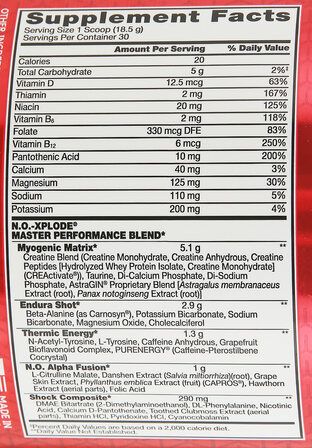 Supplement Facts
Serving Size 1 Scoop (18.5 g)
Servings Per Container 30
Amount Per Serving % Daily Value
Calories 20
Total Carbohydrate 5 g 2%‡
Vitamin D 12.5 mcg 63%
Thiamin 2 mg 167%
Niacin 20 mg 125%
Vitamin B6 2 mg 118%
Folate 330 mcg DFE 83%
Vitamin B12 6 mcg 250%
Pantothenic Acid 10 mg 200%
Calcium 40 mg 3%
Magnesium 125 mg 30%
Sodium 110 mg 5%
Potassium 200 mg 4%
N.O.-XPLODE®
MASTER PERFORMANCE BLEND*
Myogenic Matrix* 5.1 g **
Creatine Blend (Creatine Monohydrate, Creatine Anhydrous, Creatine
Peptides [Hydrolyzed Whey Protein Isolate, Creatine Monohydrate]
(CREActivate®)), Taurine, Di-Calcium Phosphate, Di-Sodium
Phosphate, AstraGIN® Proprietary Blend [Astragalus membranaceus
Extract (root), Panax notoginseng Extract (root)]
Endura Shot* 2.9 g **
Beta-Alanine (as Carnosyn®), Potassium Bicarbonate, Sodium
Bicarbonate, Magnesium Oxide, Cholecalciferol
Thermic Energy* 1.3 g **
N-Acetyl-Tyrosine, L-Tyrosine, Caffeine Anhydrous, Grapefruit
Bioflavonoid Complex, PURENERGY® (Caffeine-Pterostilbene
Cocrystal)
N.O. Alpha Fusion* 1 g **
L-Citrulline Malate, Danshen Extract (Salvia miltiorrhiza)(root), Grape
Skin Extract, Phyllanthus emblica Extract (fruit) (CAPROS®), Hawthorn
Extract (aerial parts), Folic Acid
Shock Composite* 290 mg **
DMAE Bitartrate (2-Dimethylaminoethanol), DL-Phenylalanine, Nicotinic
Acid, Calcium D-Pantothenate, Toothed Clubmoss Extract (aerial
parts), Thiamin HCl, Pyridoxine HCl, Cyanocobalamin
‡Percent Daily Values are based on a 2,000 calorie diet.
**Daily Value Not Established.
OTHER
MADE IN